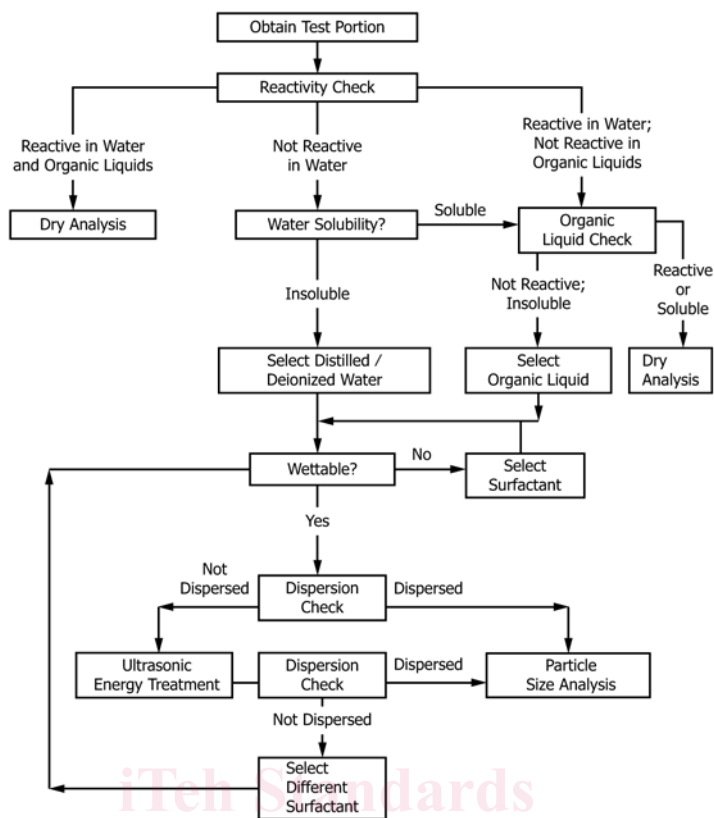 Obtain Test Portion
Reactivity Check
Reactive in Water
and Organic Liquids
Not Reactive
in Water
Reactive in Water;
Not Reactive in
Organic Liquids
Dry Analysis
Water Solubility?
Soluble
Organic
Liquid Check
Insoluble
Not Reactive;
Insoluble
Reactive
or
Soluble
Select Distilled /
Deionized Water
Select
Organic Liquid
Dry
Analysis
Wettable?
No
Select
Surfactant
Yes
Not
Dispersed
Dispersion
Check
Dispersed
Ultrasonic
Energy Treatment
Dispersion
Check
Dispersed
Particle
Size Analysis
Not Dispersed
Select
Different
Surfactant
iTeh Standards